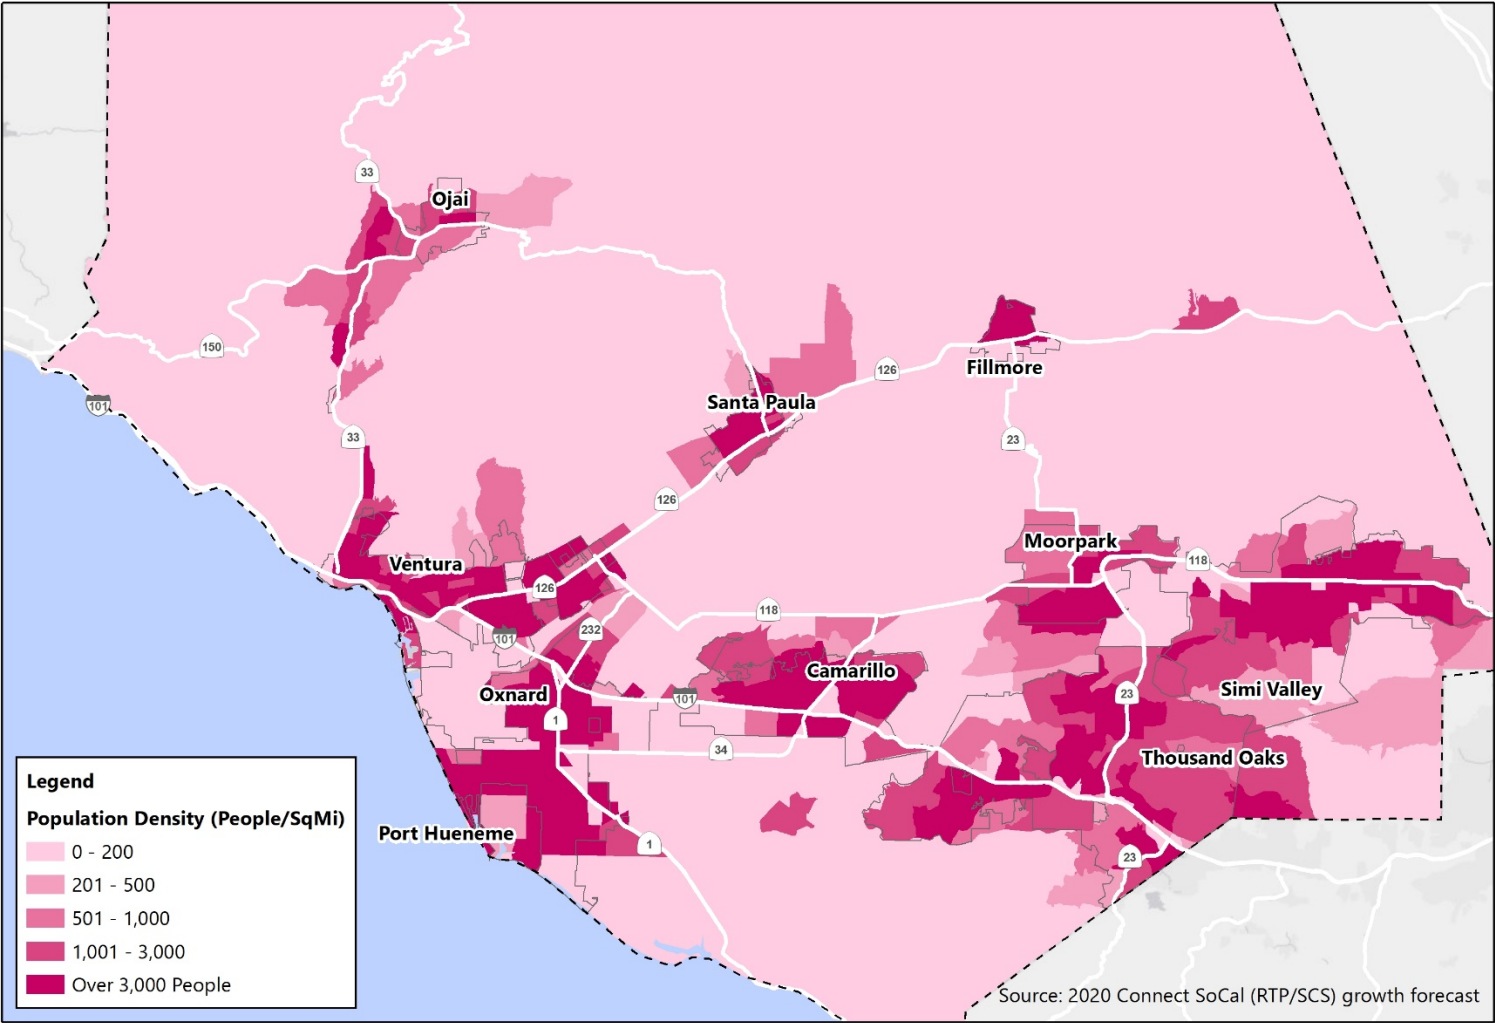 33
Ojai
150
126
Fillmore
Santa Paula
101
33
23
126
Moorpark
118
Ventura
126
118
232
101
Camarillo
Simi Valley
Oxnard
101
23
1
34
Thousand Oaks
Port Hueneme
1
23
Legend
Population Density (People/SqMi)
0 - 200
201 - 500
501 - 1,000
1,001 - 3,000
Over 3,000 People
Source: 2020 Connect SoCal (RTP/SCS) growth forecast